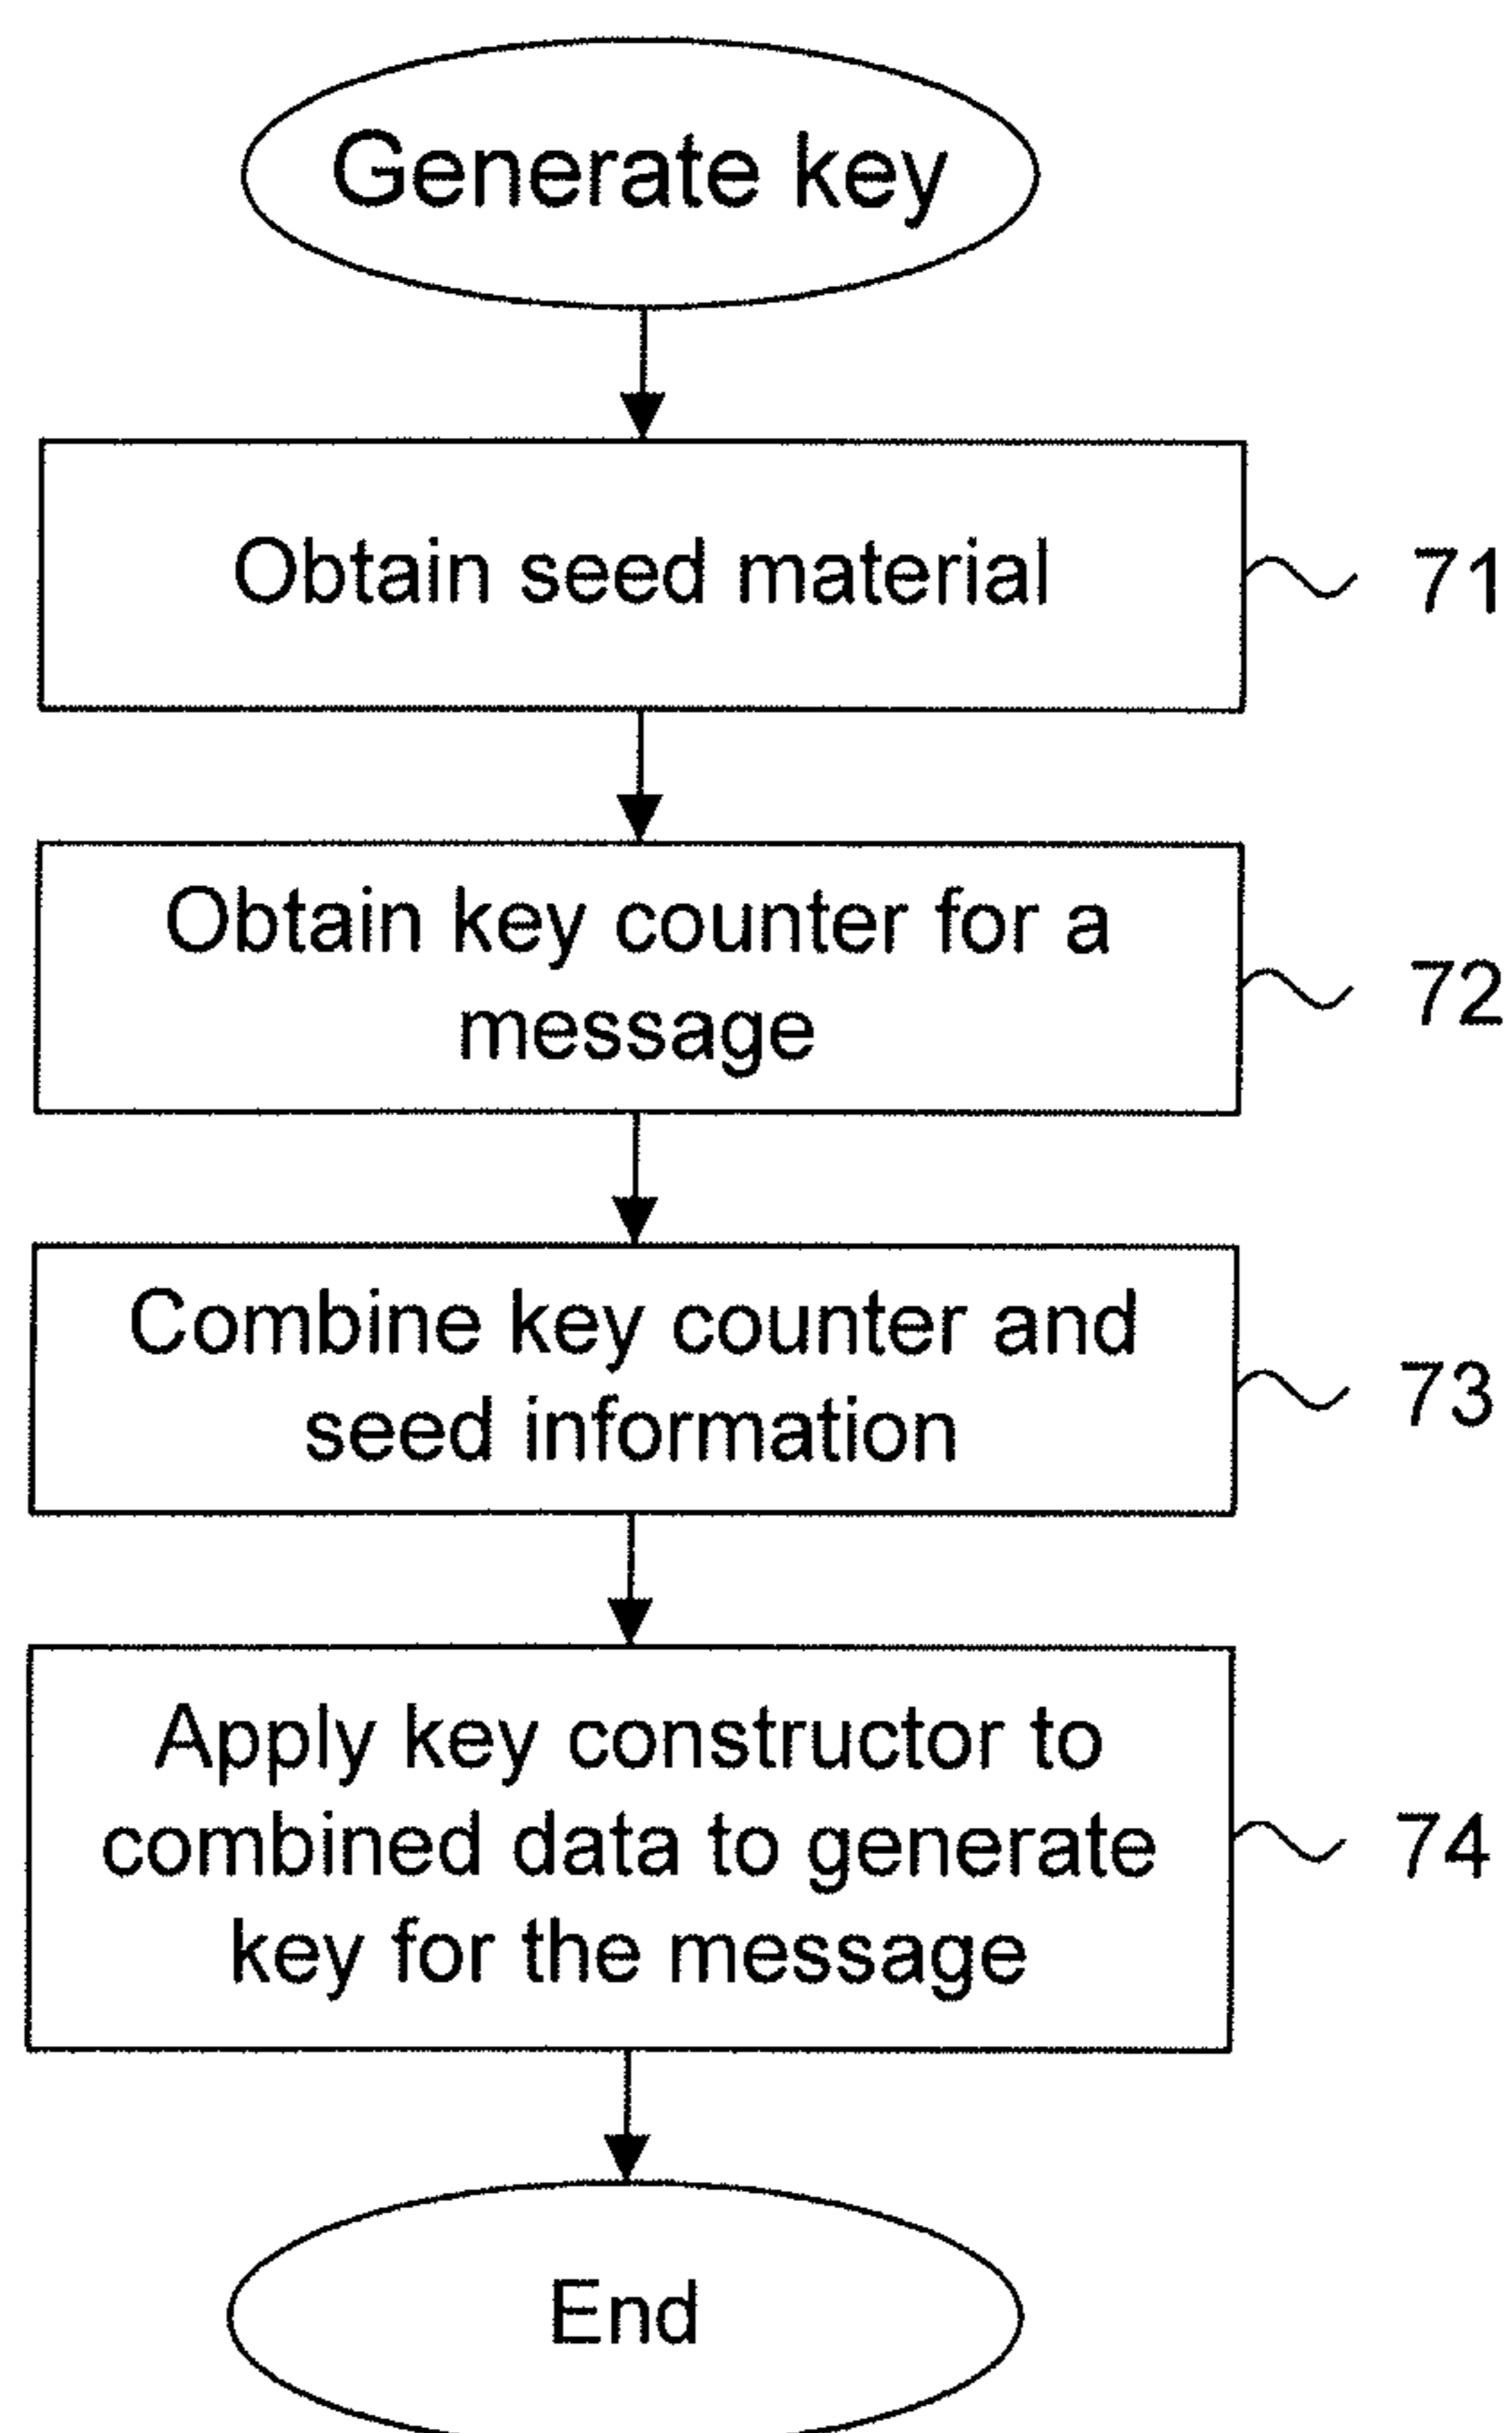 Generate key
Obtain seed material
71
Obtain key counter for a
message
72
Combine key counter and
seed information
73
Apply key constructor to
combined data to generate
key for the message
74
End